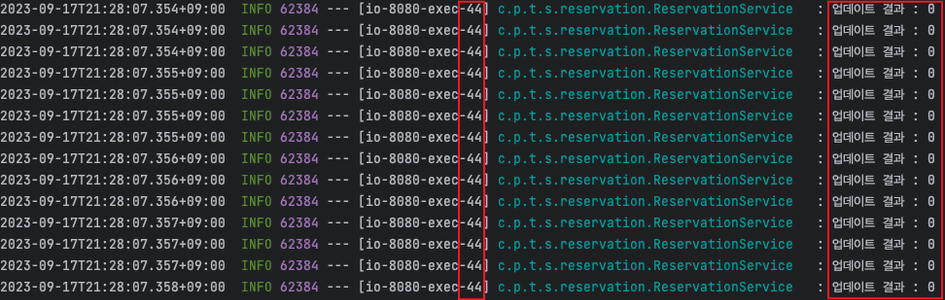 2023-09-17T21:28:07.354+09:00 INFO 62384 --- [io-8080-exec-44] c.p.t.s.reservation.ReservationService : 업데이트 결과 : 0
2023-09-17T21:28:07.354+09:00 INFO 62384 --- [io-8080-exec-44] c.p.t.s.reservation.ReservationService : 업데이트 결과 : 0
2023-09-17T21:28:07.354+09:00 INFO 62384 --- [io-8080-exec-44] c.p.t.s.reservation.ReservationService : 업데이트 결과 : 0
2023-09-17T21:28:07.355+09:00 INFO 62384 --- [io-8080-exec-44] c.p.t.s.reservation.ReservationService : 업데이트 결과 : 0
2023-09-17T21:28:07.355+09:00 INFO 62384 --- [io-8080-exec-44] c.p.t.s.reservation.ReservationService : 업데이트 결과 : 0
2023-09-17T21:28:07.355+09:00 INFO 62384 --- [io-8080-exec-44] c.p.t.s.reservation.ReservationService : 업데이트 결과 : 0
2023-09-17T21:28:07.355+09:00 INFO 62384 --- [io-8080-exec-44] c.p.t.s.reservation.ReservationService : 업데이트 결과 : 0
2023-09-17T21:28:07.356+09:00 INFO 62384 --- [io-8080-exec-44] c.p.t.s.reservation.ReservationService : 업데이트 결과 : 0
2023-09-17T21:28:07.356+09:00 INFO 62384 --- [io-8080-exec-44] c.p.t.s.reservation.ReservationService : 업데이트 결과 : 0
2023-09-17T21:28:07.356+09:00 INFO 62384 --- [io-8080-exec-44] c.p.t.s.reservation.ReservationService : 업데이트 결과 : 0
2023-09-17T21:28:07.357+09:00 INFO 62384 --- [io-8080-exec-44] c.p.t.s.reservation.ReservationService : 업데이트 결과 : 0
2023-09-17T21:28:07.357+09:00 INFO 62384 --- [io-8080-exec-44] c.p.t.s.reservation.ReservationService : 업데이트 결과 : 0
2023-09-17T21:28:07.357+09:00 INFO 62384 --- [io-8080-exec-44] c.p.t.s.reservation.ReservationService : 업데이트 결과 : 0
2023-09-17T21:28:07.358+09:00 INFO 62384 --- [io-8080-exec-44] c.p.t.s.reservation.ReservationService : 업데이트 결과 : 0